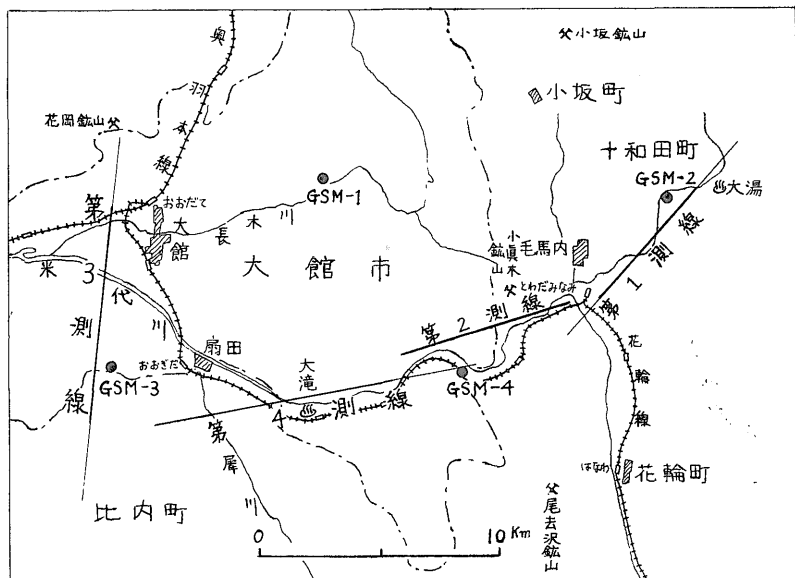 奥羽本線
父小坂鉱山
小坂町
花岡鉱山父
十和田町
GSM-2
大湯
GSM-1
おおだて
大館
長木川
大館市
小真木鉱山父
毛馬内
とわだみなみ
第1測線
第2測線
第3測線
米代川
扇田
おおぎた
大滝
GSM-3
GSM-4
第4測線
花輪線
はなわ
花輪町
犀川
比内町
父尾去沢鉱山
0 10 Km